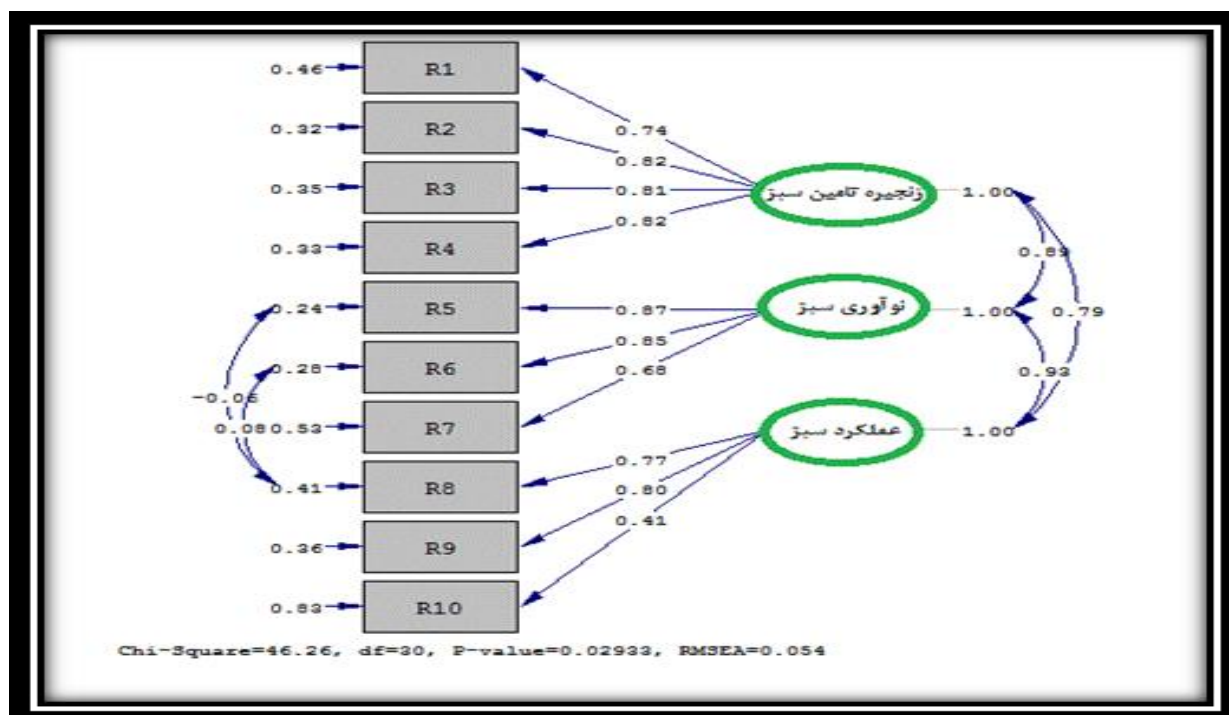 0.46 R1
0.74
0.32 R2
0.82
0.35 R3 0.81 زنجیره تامین سبز 1.00
0.82
0.33 R4
0.89
0.24 R5 0.87 نوآوری سبز 1.00 0.79
0.85
0.28 R6 0.68 0.93
-0.06
0.08 0.53 R7 عملکرد سبز 1.00
0.77
0.41 R8 0.80
0.41
0.36 R9
0.83 R10
Chi-Square=46.26, df=30, P-value=0.02933, RMSEA=0.054